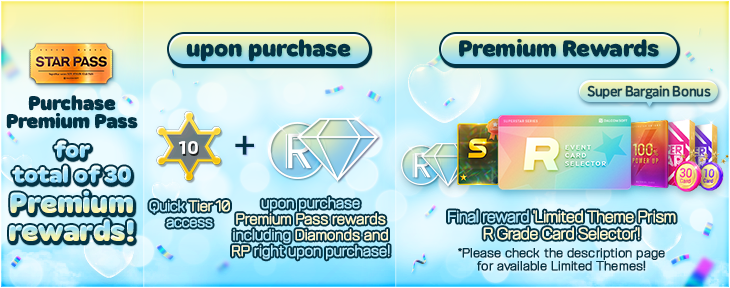 STAR PASS
Purchase
Premium Pass
for
total of 30
Premium
rewards!
upon purchase
10
+
R
Quick Tier 10
access
upon purchase
Premium Pass rewards
including Diamonds and
RP right upon purchase!
Premium Rewards
Super Bargain Bonus
R
S
R
EVENT
CARD
SELECTOR
100%
POWER UP
30
Card
10
Card
Final reward 'Limited Theme Prism
R Grade Card Selector'!
*Please check the description page
for available Limited Themes!